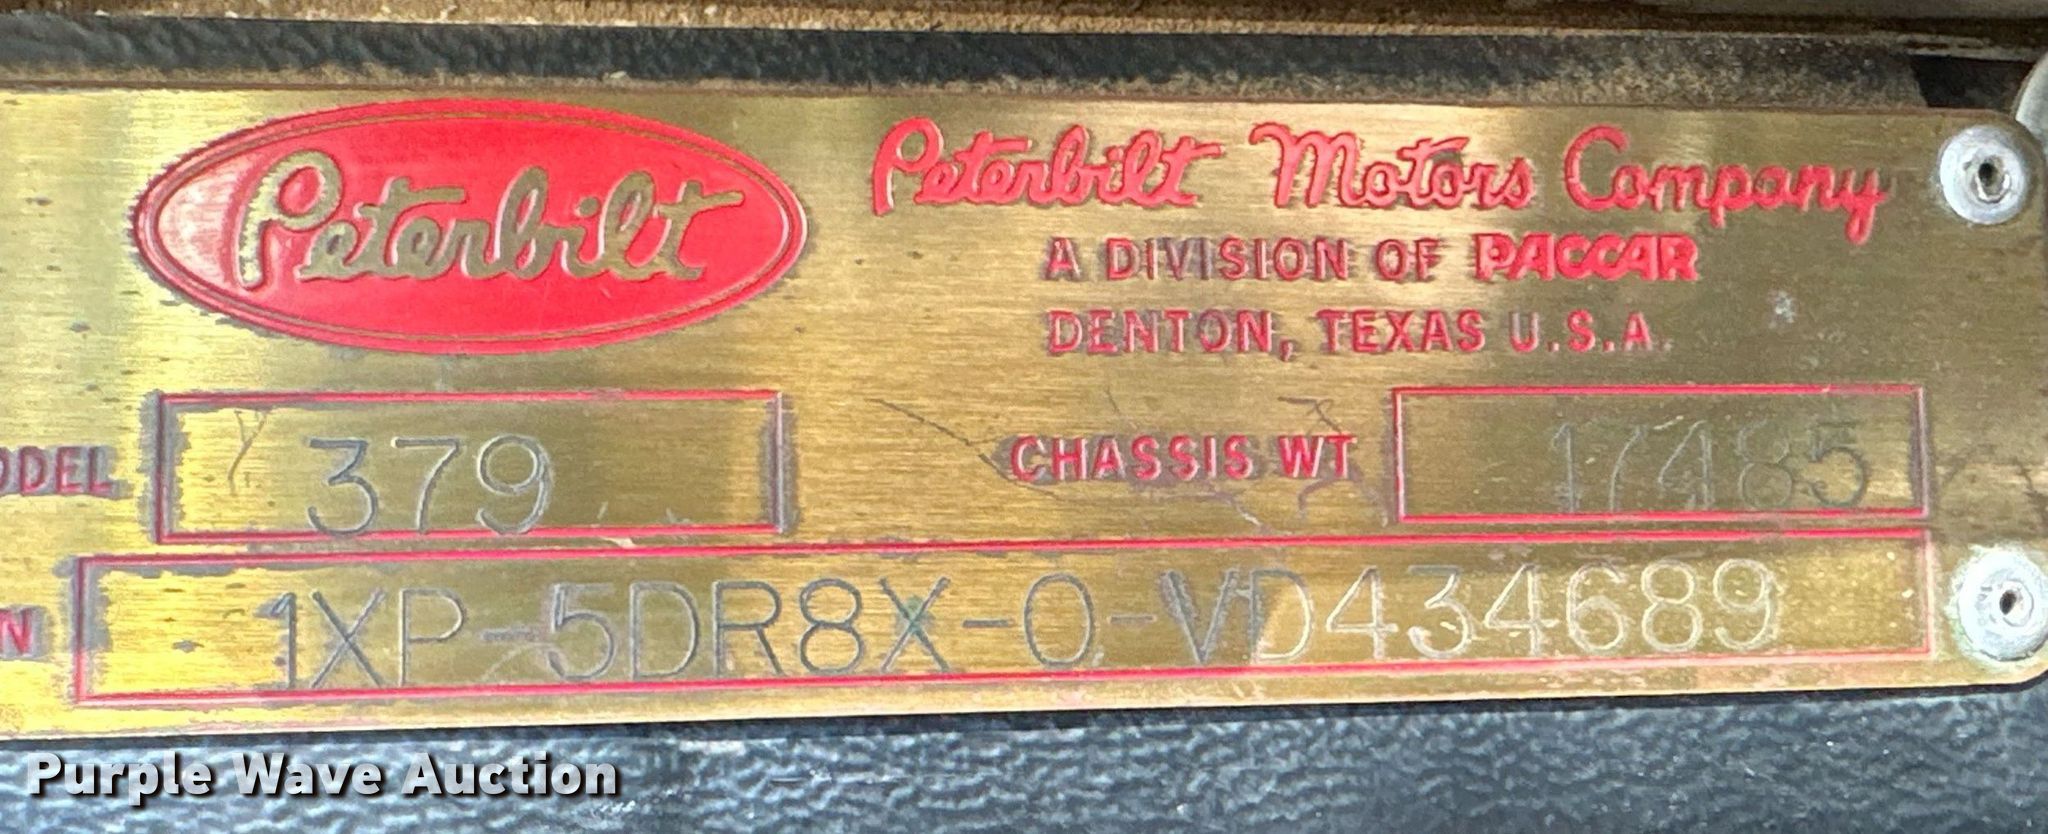 Peterbilt
Peterbilt Motors Company
A DIVISION OF PACCAR
DENTON, TEXAS U.S.A.
ODEL 379
CHASSIS WT 17485
N 1XP-5DR8X-0-VD434689
Purple Wave Auction